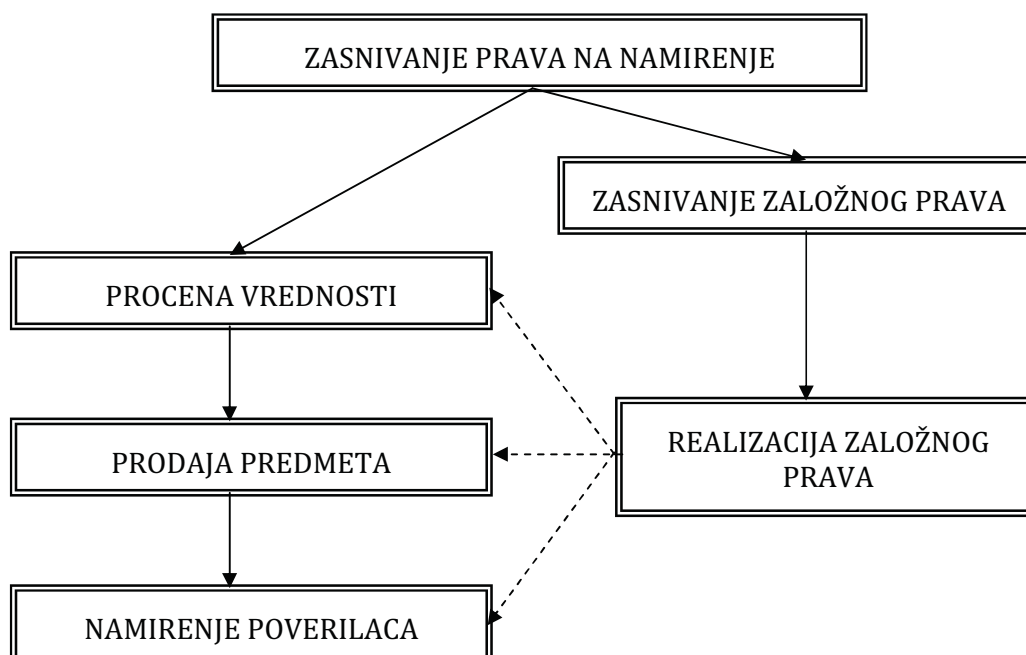 ZASNIVANJE PRAVA NA NAMIRENJE
ZASNIVANJE ZALOŽNOG PRAVA
PROCENA VREDNOSTI
PRODAJA PREDMETA
REALIZACIJA ZALOŽNOG
PRAVA
NAMIRENJE POVERILACA